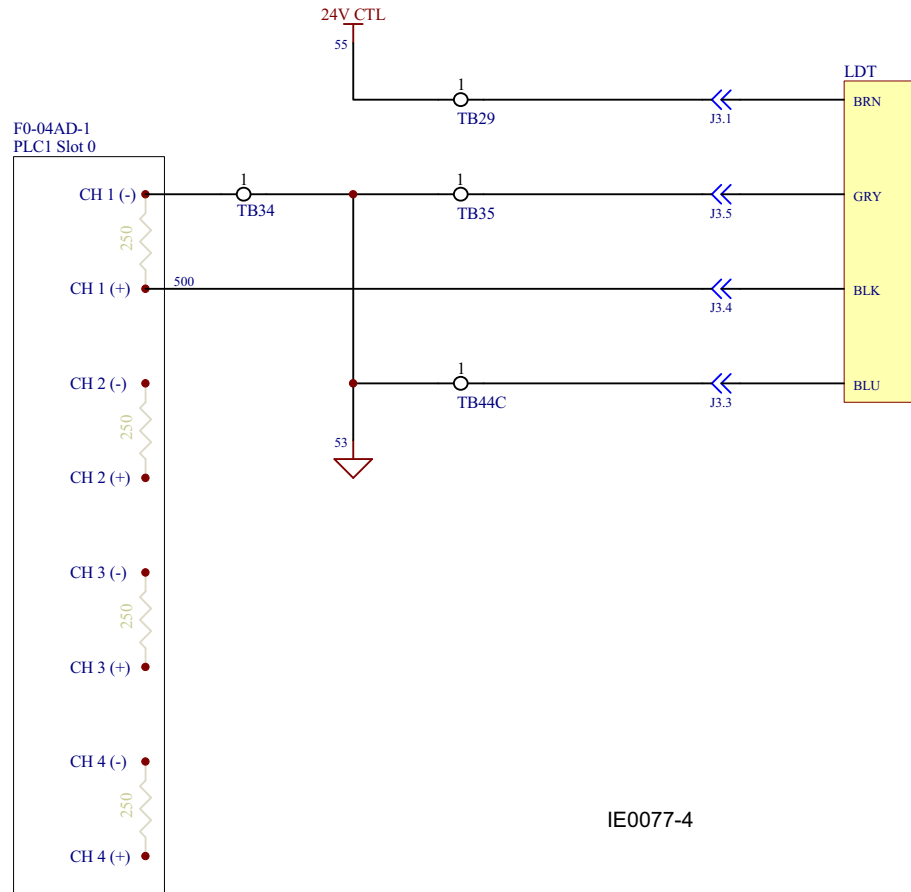 24V CTL
55
LDT
1
BRN
TB29
J3.1
F0-04AD-1
PLC1 Slot 0
CH 1 (-)
1
1
GRY
TB34
TB35
J3.5
250
CH 1 (+)
500
BLK
J3.4
CH 2 (-)
1
BLU
TB44C
J3.3
250
53
CH 2 (+)
CH 3 (-)
250
CH 3 (+)
CH 4 (-)
250
IE0077-4
CH 4 (+)